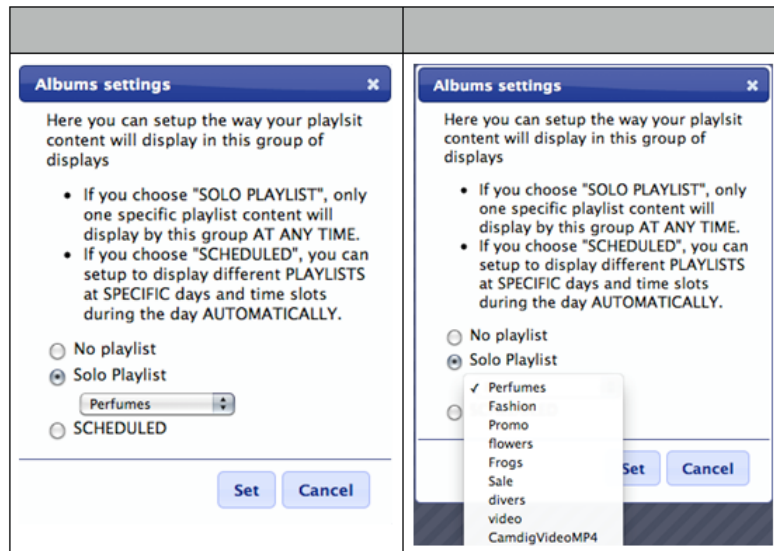 Albums settings ×
Here you can setup the way your playlsit
content will display in this group of
displays
• If you choose "SOLO PLAYLIST", only
one specific playlist content will
display by this group AT ANY TIME.
• If you choose "SCHEDULED", you can
setup to display different PLAYLISTS
at SPECIFIC days and time slots
during the day AUTOMATICALLY.
No playlist
Solo Playlist
Perfumes
SCHEDULED
Set Cancel
Albums settings ×
Here you can setup the way your playlsit
content will display in this group of
displays
• If you choose "SOLO PLAYLIST", only
one specific playlist content will
display by this group AT ANY TIME.
• If you choose "SCHEDULED", you can
setup to display different PLAYLISTS
at SPECIFIC days and time slots
during the day AUTOMATICALLY.
No playlist
Solo Playlist
✓ Perfumes
Fashion
Promo
flowers
Frogs
Sale
divers
video
CamdigVideoMP4
Set Cancel